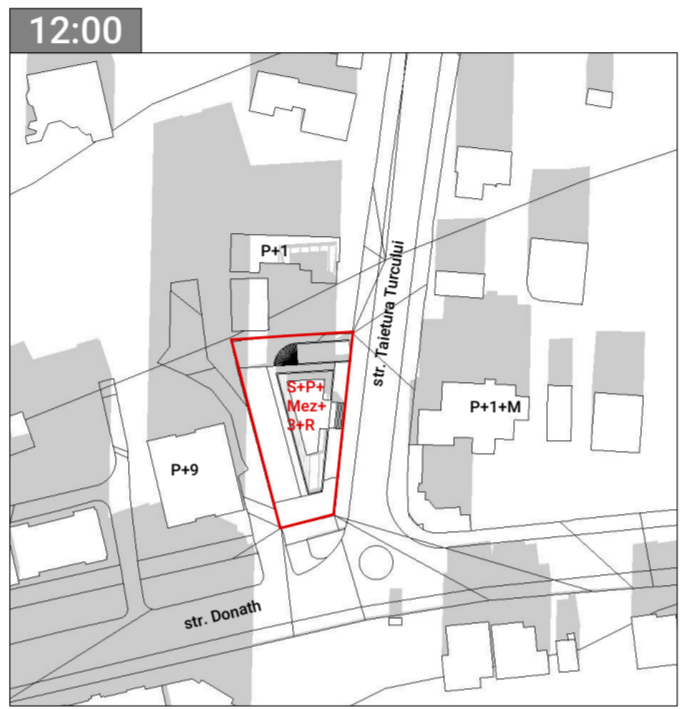 12:00
P+1
str. Taietura Turcului
S+P+
Mez+
3+R
P+1+M
P+9
str. Donath